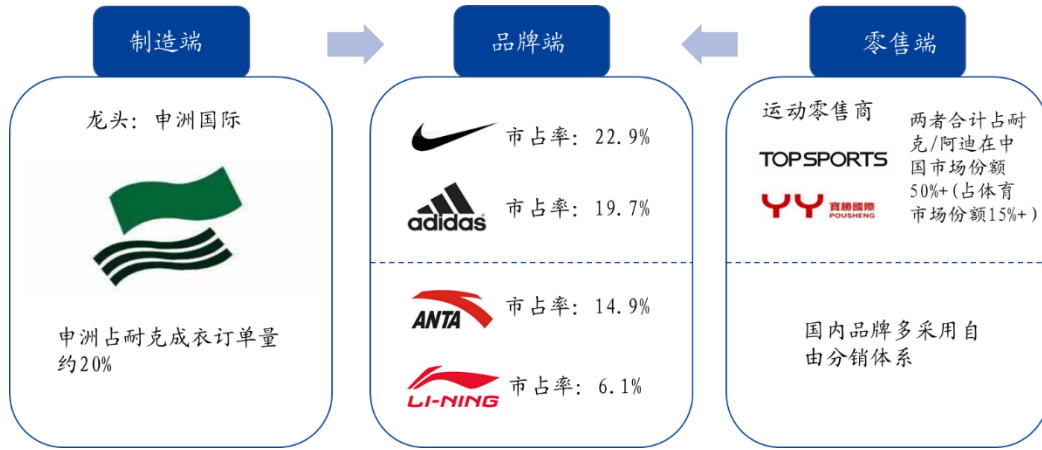 制造端
品牌端
零售端
龙头：申洲国际
申洲占耐克成衣订单量
约20%
市占率：22.9%
adidas
市占率：19.7%
ANTA
市占率：14.9%
LI-NING
市占率：6.1%
运动零售商
TOPSPORTS
YY 寶勝國際
POUSHENG
两者合计占耐
克/阿迪在中
国市场份额
50%+(占体育
市场份额15%+)
国内品牌多采用自
由分销体系